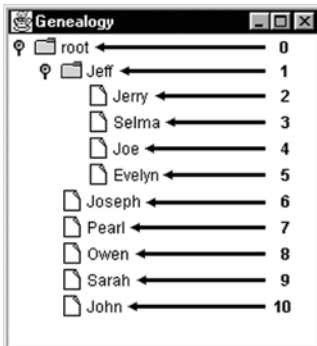 Genealogy
root 0
Jeff 1
Jerry 2
Selma 3
Joe 4
Evelyn 5
Joseph 6
Pearl 7
Owen 8
Sarah 9
John 10